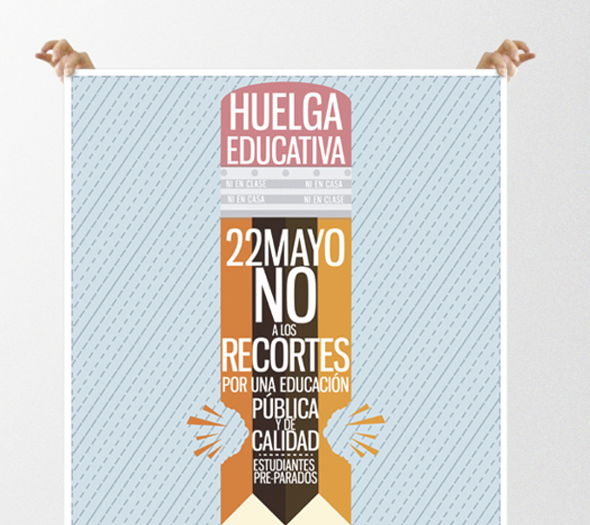 HUELGA
EDUCATIVA
NI EN CLASE NI EN CASA
NI EN CASA NI EN CLASE
22MAYO
NO
A LOS
RECORTES
POR UNA EDUCACIÓN
PÚBLICA
Y DE
CALIDAD
ESTUDIANTES
PRE-PARADOS